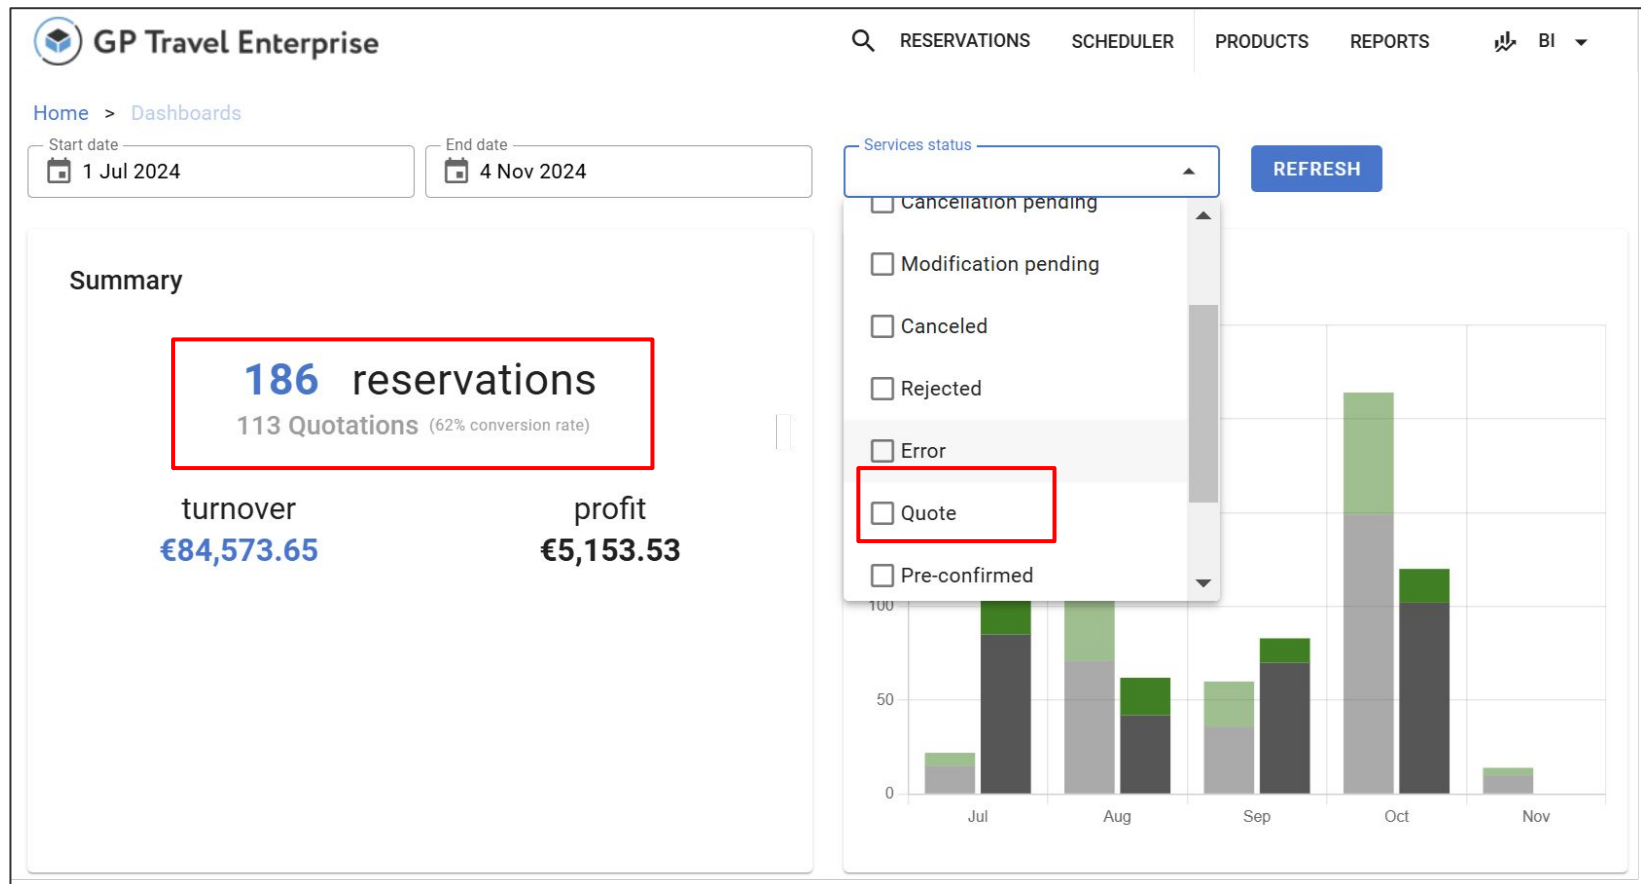 GP Travel Enterprise
RESERVATIONS SCHEDULER PRODUCTS REPORTS BI
Home > Dashboards
Start date
1 Jul 2024
End date
4 Nov 2024
Services status
REFRESH
Cancellation pending
Modification pending
Canceled
Rejected
Error
Quote
Pre-confirmed
Summary
186 reservations
113 Quotations (62% conversion rate)
turnover
€84,573.65
profit
€5,153.53
100
50
0
Jul Aug Sep Oct Nov